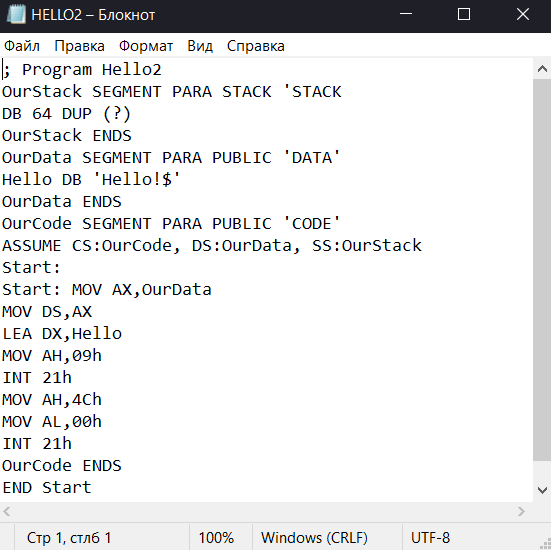 HELLO2 – Блокнот
Файл Правка Формат Вид Справка
; Program Hello2
OurStack SEGMENT PARA STACK 'STACK
DB 64 DUP (?)
OurStack ENDS
OurData SEGMENT PARA PUBLIC 'DATA'
Hello DB 'Hello!$'
OurData ENDS
OurCode SEGMENT PARA PUBLIC 'CODE'
ASSUME CS:OurCode, DS:OurData, SS:OurStack
Start:
Start: MOV AX,OurData
MOV DS,AX
LEA DX,Hello
MOV AH,09h
INT 21h
MOV AH,4Ch
MOV AL,00h
INT 21h
OurCode ENDS
END Start
Стр 1, стлб 1 100% Windows (CRLF) UTF-8